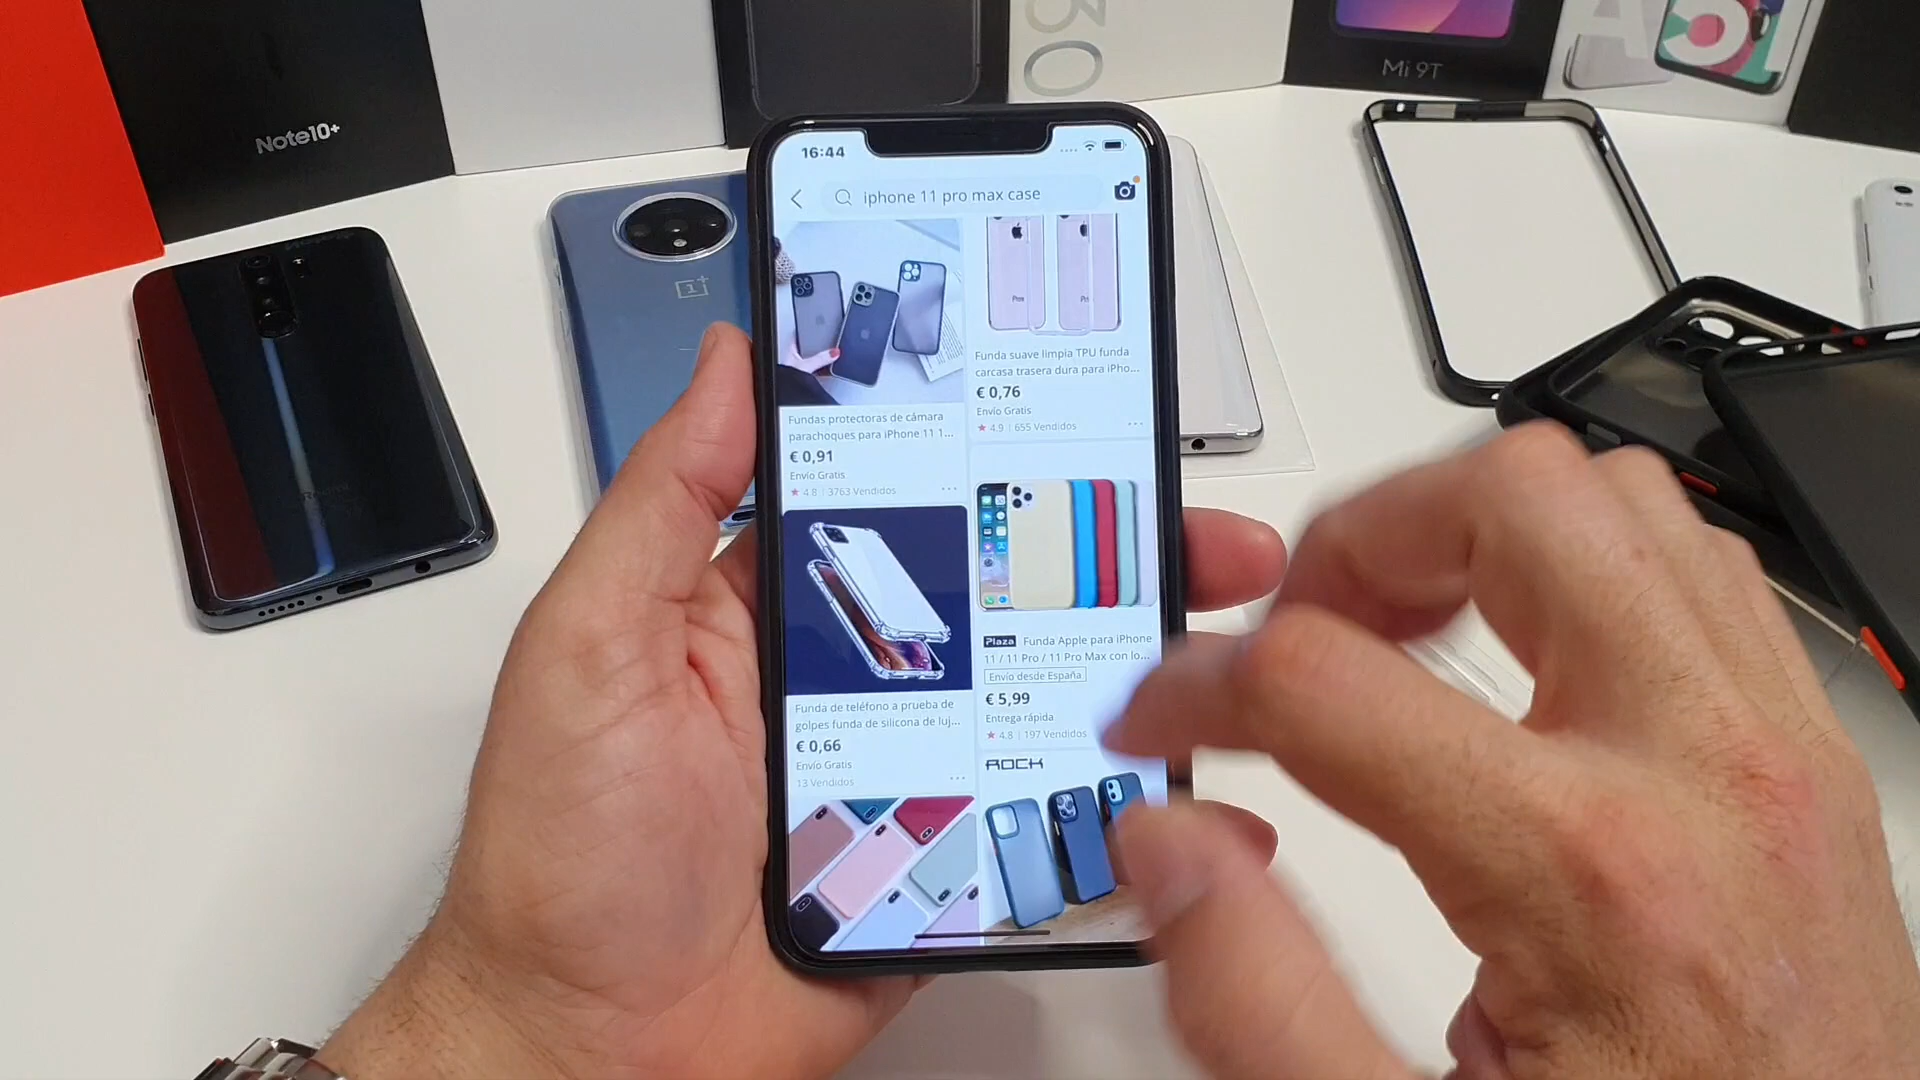 Note10+
30
Mi 9T
A51
16:44
iphone 11 pro max case
Fundas protectoras de cámara
parachoques para iPhone 11 1...
€ 0,91
Envío Gratis
4.8 | 3763 Vendidos
Funda de teléfono a prueba de
golpes funda de silicona de luj...
€ 0,66
Envío Gratis
13 Vendidos
Funda suave limpia TPU funda
carcasa trasera dura para iPho...
€ 0,76
Envío Gratis
4.9 | 655 Vendidos
Plaza Funda Apple para iPhone
11 / 11 Pro / 11 Pro Max con lo...
Envío desde España
€ 5,99
Entrega rápida
4.8 | 197 Vendidos
ROCK